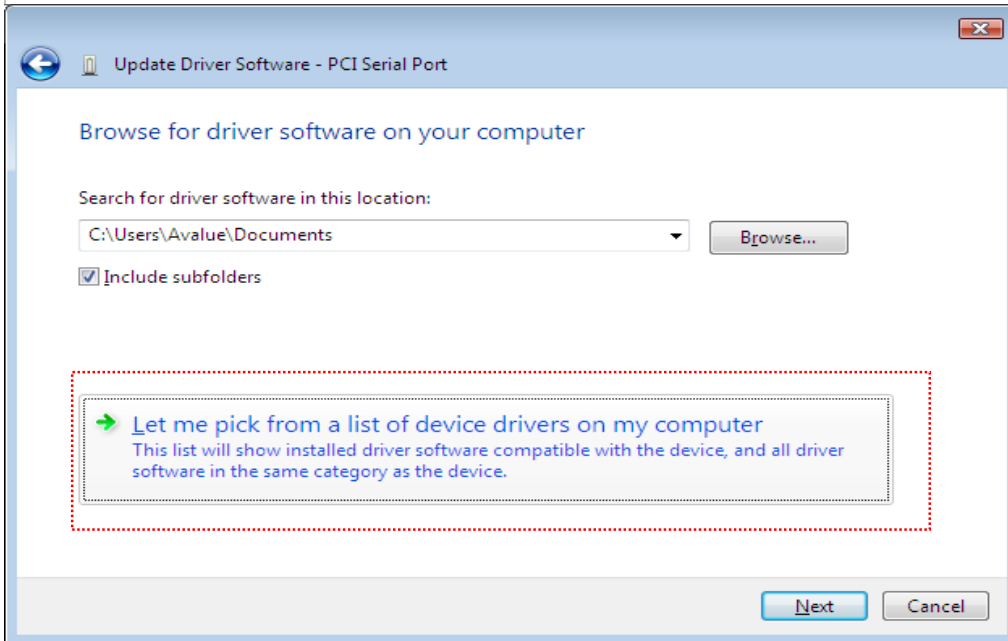 Update Driver Software - PCI Serial Port
Browse for driver software on your computer
Search for driver software in this location:
C:\Users\Avalue\Documents
Browse...
Include subfolders
Let me pick from a list of device drivers on my computer
This list will show installed driver software compatible with the device, and all driver
software in the same category as the device.
Next
Cancel